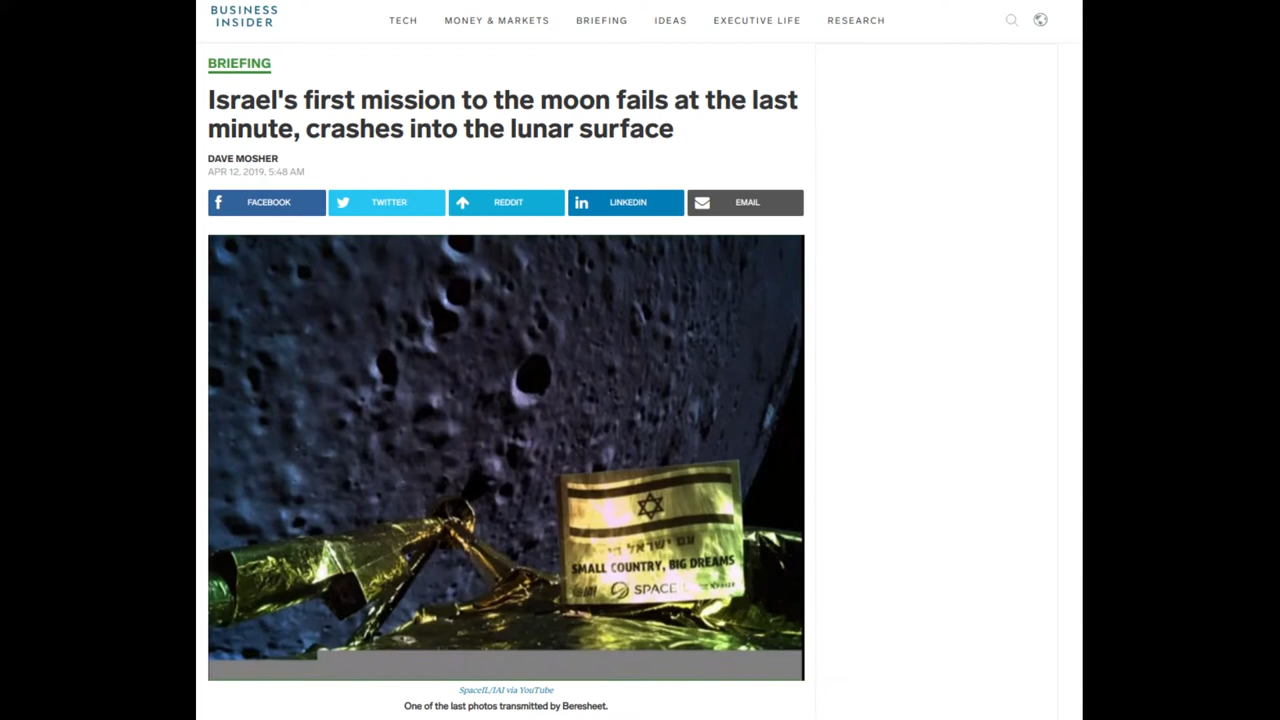 BUSINESS
INSIDER
TECH
MONEY & MARKETS
BRIEFING
IDEAS
EXECUTIVE LIFE
RESEARCH
BRIEFING
Israel's first mission to the moon fails at the last
minute, crashes into the lunar surface
DAVE MOSHER
APR 12, 2019, 5:48 AM
FACEBOOK
TWITTER
REDDIT
LINKEDIN
EMAIL
עם ישראל חי
SMALL COUNTRY, BIG DREAMS
SPACE
SpaceIL/IAI via YouTube
One of the last photos transmitted by Beresheet.